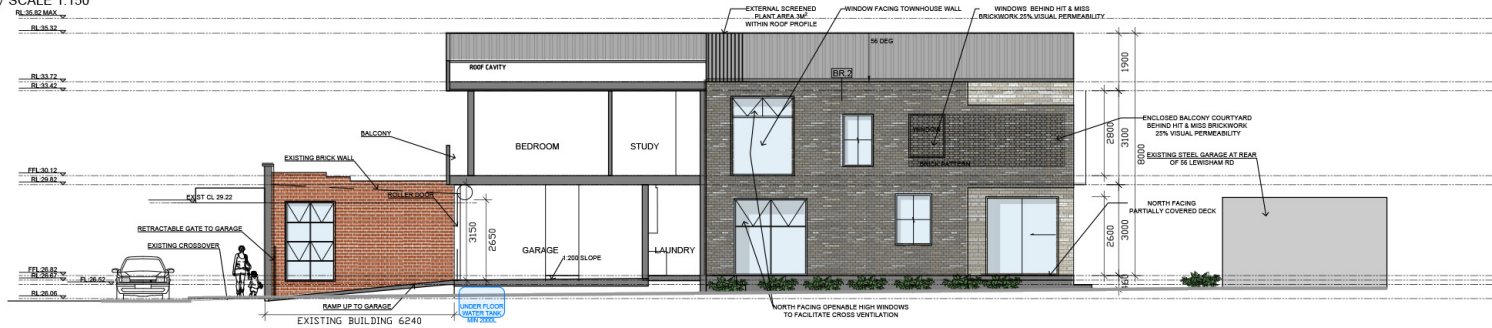 SCALE 1:150
RL:35.82 MAX
RL:35.32
RL:33.72
RL:33.42
FFL:30.12
RL:29.82
EXIST CL 29.22
FFL:26.82
RL:26.67
FL:26.52
RL:26.06
EXTERNAL SCREENED
PLANT AREA 3M²
WITHIN ROOF PROFILE
WINDOW FACING TOWNHOUSE WALL
WINDOWS BEHIND HIT & MISS
BRICKWORK 25% VISUAL PERMEABILITY
56 DEG
ROOF CAVITY
BR.2
1900
BALCONY
BEDROOM
STUDY
WINDOW
BRICK PATTERN
2800
3100
8000
ENCLOSED BALCONY COURTYARD
BEHIND HIT & MISS BRICKWORK
25% VISUAL PERMEABILITY
EXISTING STEEL GARAGE AT REAR
OF 56 LEWISHAM RD
EXISTING BRICK WALL
ROLLER DOOR
RETRACTABLE GATE TO GARAGE
EXISTING CROSSOVER
3150
2650
GARAGE
1:200 SLOPE
LAUNDRY
NORTH FACING
PARTIALLY COVERED DECK
2600
3000
RAMP UP TO GARAGE
EXISTING BUILDING 6240
UNDER FLOOR
WATER TANK
MIN 2000L
NORTH FACING OPENABLE HIGH WINDOWS
TO FACILITATE CROSS VENTILATION